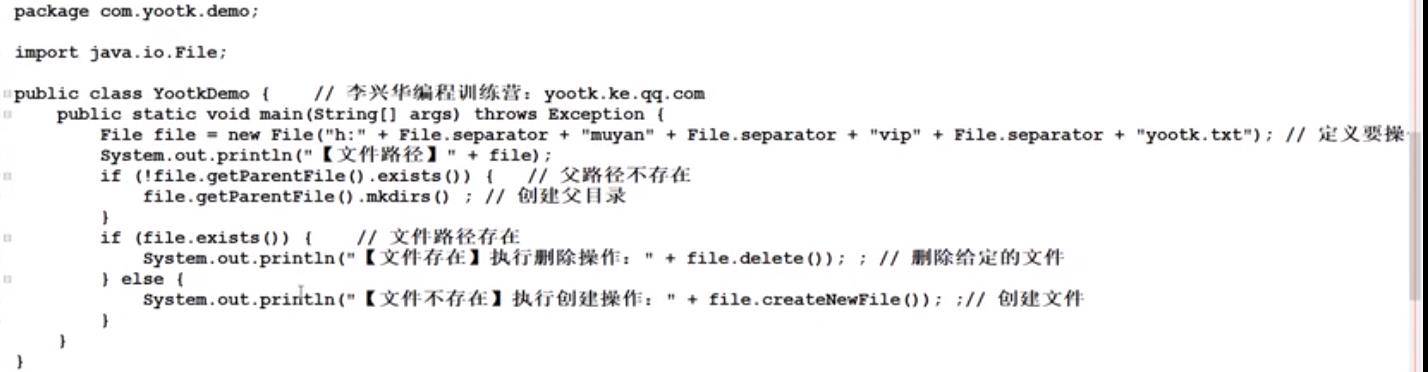 package com.yootk.demo;
import java.io.File;
public class YootkDemo {    // 李兴华编程训练营：yootk.ke.qq.com
    public static void main(String[] args) throws Exception {
        File file = new File("h:" + File.separator + "muyan" + File.separator + "vip" + File.separator + "yootk.txt"); // 定义要操
        System.out.println("【文件路径】" + file);
        if (!file.getParentFile().exists()) {   // 父路径不存在
            file.getParentFile().mkdirs() ; // 创建父目录
        }
        if (file.exists()) {    // 文件路径存在
            System.out.println("【文件存在】执行删除操作：" + file.delete()); ; // 删除给定的文件
        } else {
            System.out.println("【文件不存在】执行创建操作：" + file.createNewFile()); ;// 创建文件
        }
    }
}